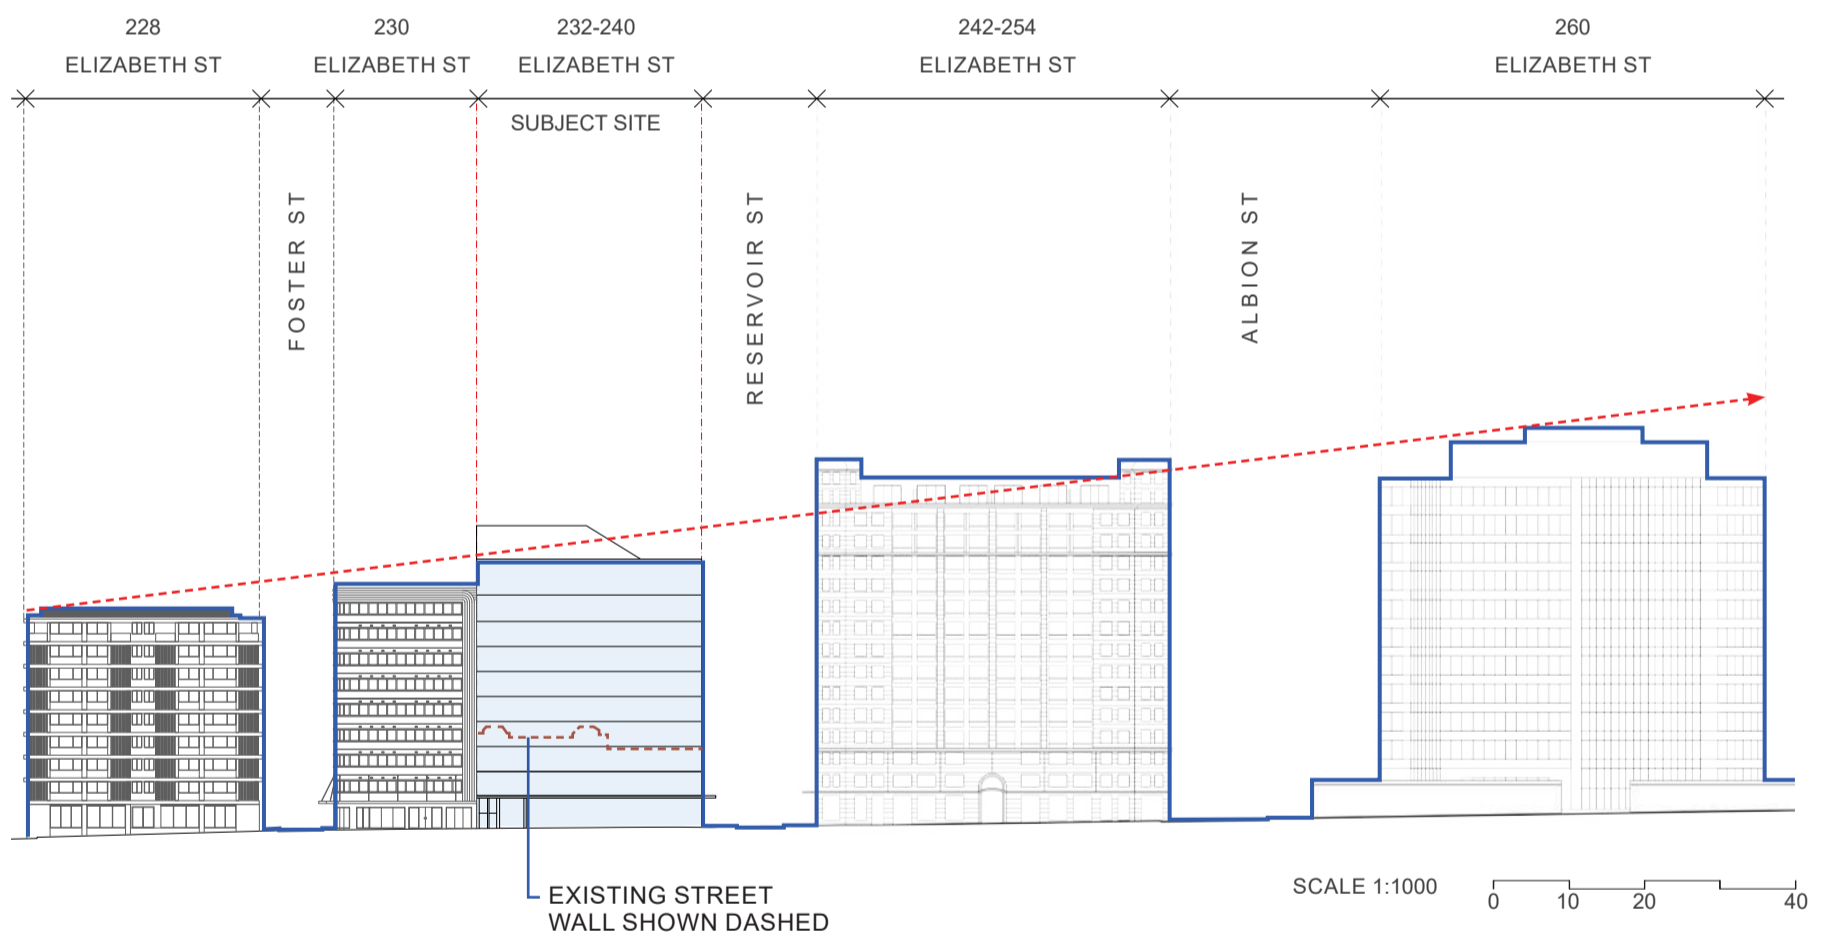 228
ELIZABETH ST
230
ELIZABETH ST
232-240
ELIZABETH ST
242-254
ELIZABETH ST
260
ELIZABETH ST
SUBJECT SITE
FOSTER ST
RESERVOIR ST
ALBION ST
EXISTING STREET
WALL SHOWN DASHED
SCALE 1:1000
0 10 20 40